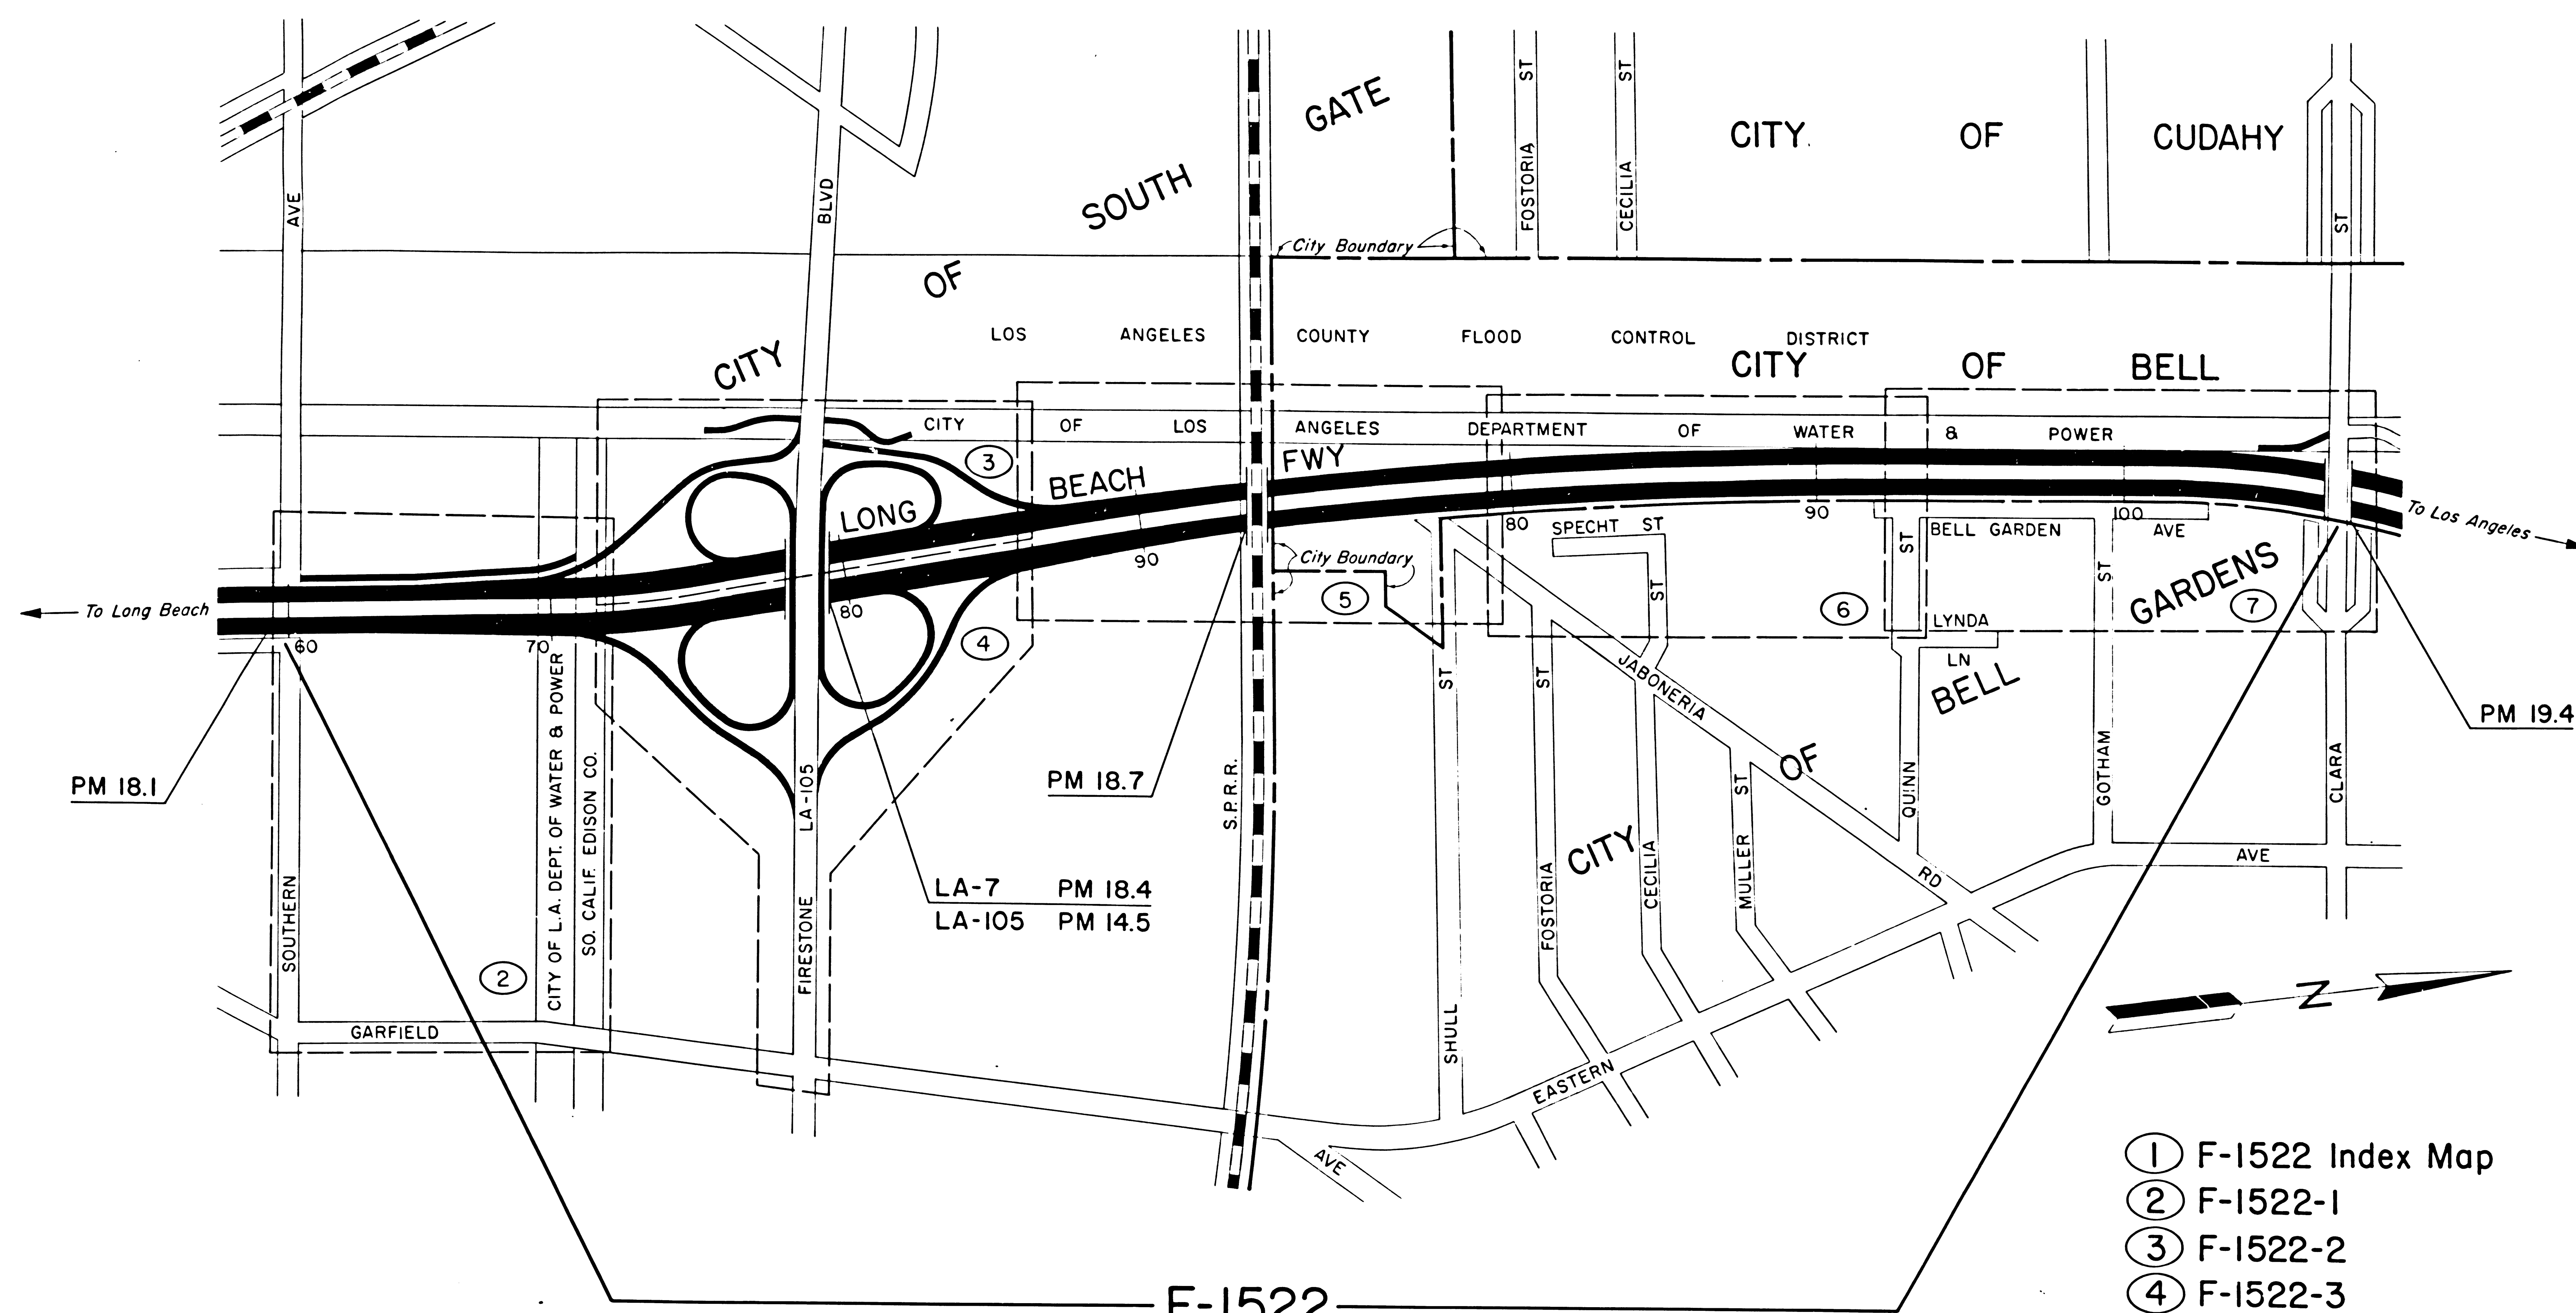 GATE
SOUTH
OF
CITY
CITY OF CUDAHY
AVE
BLVD
FOSTORIA ST
CECILIA ST
ST
City Boundary
LOS ANGELES COUNTY FLOOD CONTROL DISTRICT
CITY OF BELL
CITY OF LOS ANGELES DEPARTMENT OF WATER & POWER
LONG BEACH FWY
3
4
5
6
7
2
60
70
80
90
80
90
100
To Long Beach
To Los Angeles
City Boundary
SPECHT ST
ST
BELL GARDEN AVE
ST
ST
LYNDA
LN
GARDENS
BELL
OF
CITY
JABONERIA
RD
PM 18.1
PM 18.7
PM 19.4
LA-7 PM 18.4
LA-105 PM 14.5
SOUTHERN
CITY OF L.A. DEPT. OF WATER & POWER
SO. CALIF. EDISON CO.
FIRESTONE LA-105
S.P.R.R.
SHULL ST
FOSTORIA ST
CECILIA
MULLER ST
QUINN
GOTHAM
CLARA
AVE
GARFIELD
EASTERN
AVE
N
1 F-1522 Index Map
2 F-1522-1
3 F-1522-2
4 F-1522-3
F-1522